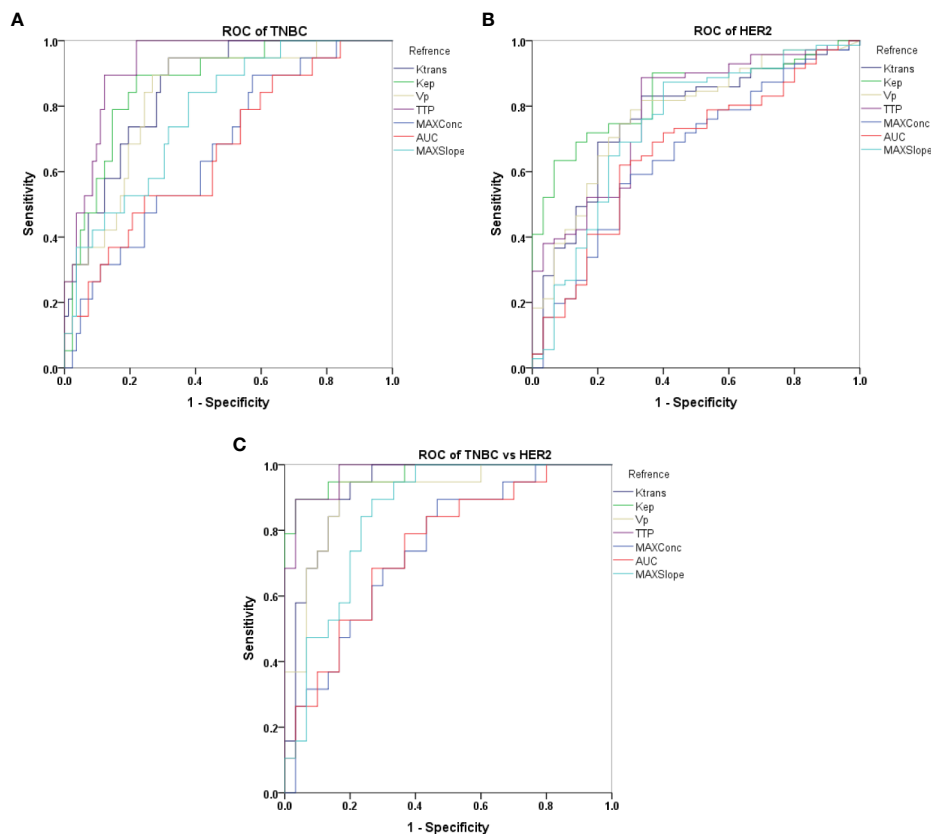 A
ROC of TNBC
Refrence
Ktrans
Kep
Vp
TTP
MAXConc
AUC
MAXSlope
Sensitivity
1.0
0.8
0.6
0.4
0.2
0.0
0.0 0.2 0.4 0.6 0.8 1.0
1 - Specificity
B
ROC of HER2
Refrence
Ktrans
Kep
Vp
TTP
MAXConc
AUC
MAXSlope
Sensitivity
1.0
0.8
0.6
0.4
0.2
0.0
0.0 0.2 0.4 0.6 0.8 1.0
1 - Specificity
C
ROC of TNBC vs HER2
Refrence
Ktrans
Kep
Vp
TTP
MAXConc
AUC
MAXSlope
Sensitivity
1.0
0.8
0.6
0.4
0.2
0.0
0.0 0.2 0.4 0.6 0.8 1.0
1 - Specificity